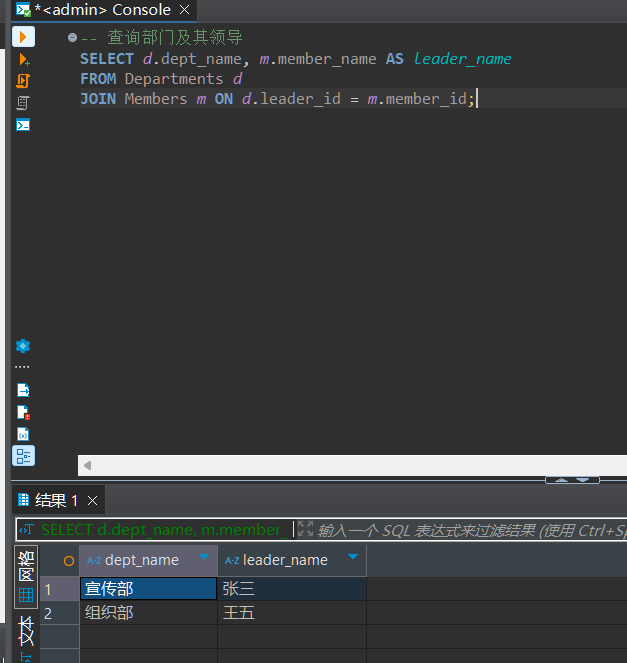 *<admin> Console
-- 查询部门及其领导
SELECT d.dept_name, m.member_name AS leader_name
FROM Departments d
JOIN Members m ON d.leader_id = m.member_id;
结果 1
SELECT d.dept_name, m.member_ 输入一个 SQL 表达式来过滤结果 (使用 Ctrl+Sp
网格
文本
A-Z dept_name A-Z leader_name
1 宣传部 张三
2 组织部 王五